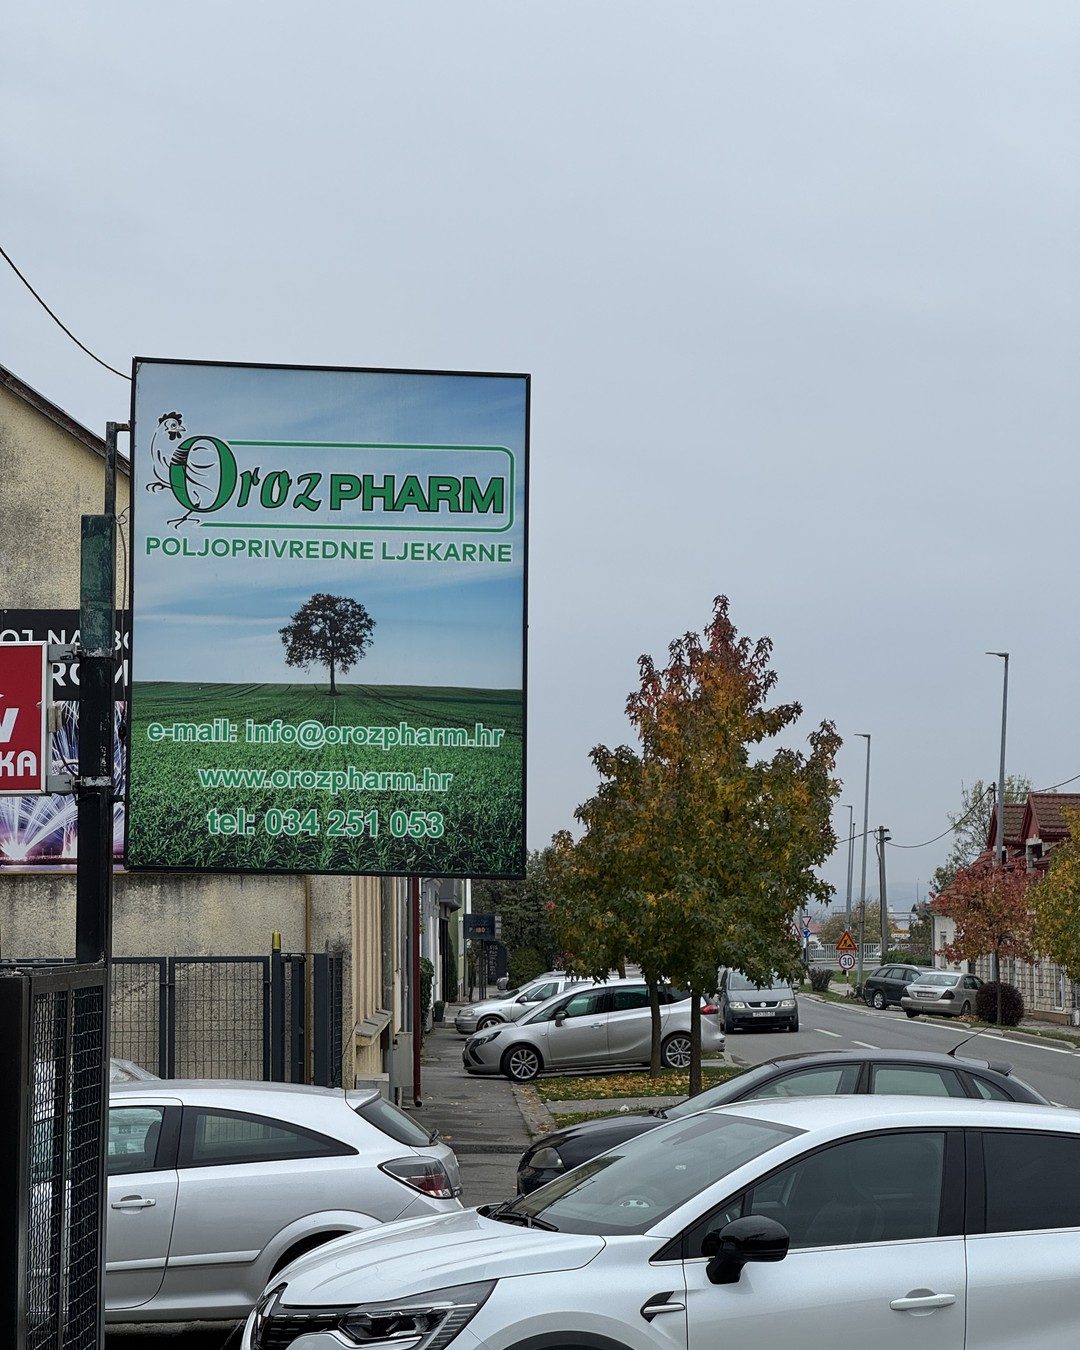 Oroz PHARM
POLJOPRIVREDNE LJEKARNE
e-mail: info@orozpharm.hr
www.orozpharm.hr
tel: 034 251 053
30